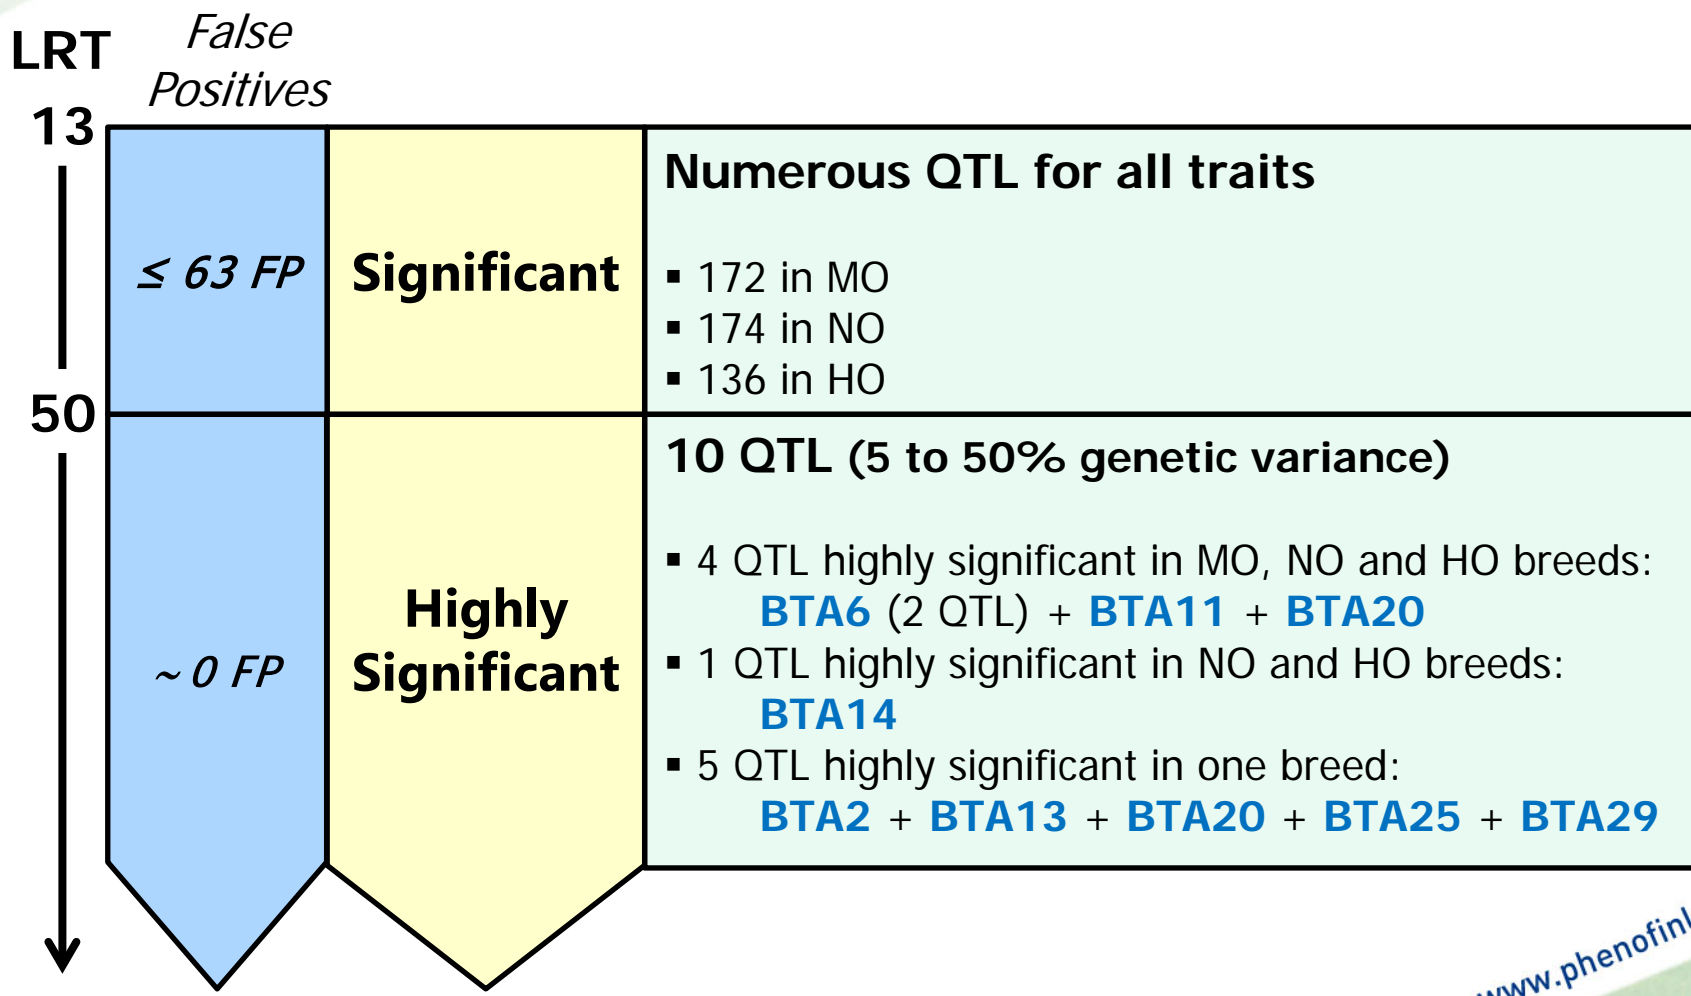 LRT
False
Positives
13
≤ 63 FP
Significant
Numerous QTL for all traits
▪ 172 in MO
▪ 174 in NO
▪ 136 in HO
50
~ 0 FP
Highly
Significant
10 QTL (5 to 50% genetic variance)
▪ 4 QTL highly significant in MO, NO and HO breeds:
BTA6 (2 QTL) + BTA11 + BTA20
▪ 1 QTL highly significant in NO and HO breeds:
BTA14
▪ 5 QTL highly significant in one breed:
BTA2 + BTA13 + BTA20 + BTA25 + BTA29